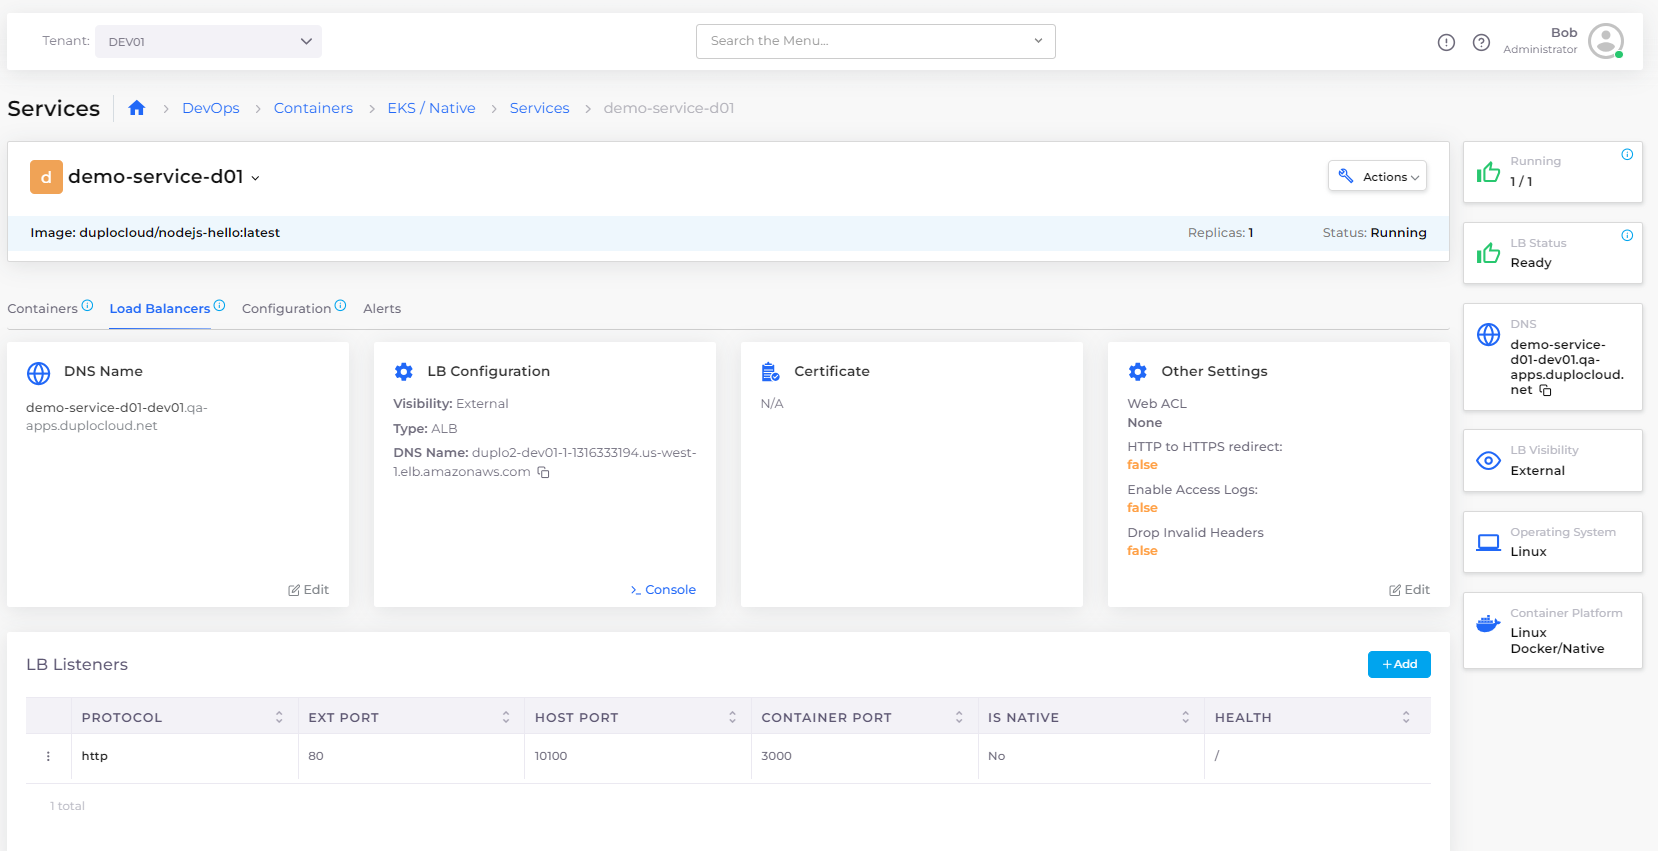 Tenant: DEV01
Search the Menu...
Bob
Administrator
Services DevOps Containers EKS / Native Services demo-service-d01
d demo-service-d01
Actions
Image: duplocloud/nodejs-hello:latest Replicas: 1 Status: Running
Containers Load Balancers Configuration Alerts
DNS Name
demo-service-d01-dev01.qa-
apps.duplocloud.net
Edit
LB Configuration
Visibility: External
Type: ALB
DNS Name: duplo2-dev01-1-1316333194.us-west-
1.elb.amazonaws.com
Console
Certificate
N/A
Other Settings
Web ACL
None
HTTP to HTTPS redirect:
false
Enable Access Logs:
false
Drop Invalid Headers
false
Edit
LB Listeners
+ Add
PROTOCOL EXT PORT HOST PORT CONTAINER PORT IS NATIVE HEALTH
http 80 10100 3000 No /
1 total
Running
1 / 1
LB Status
Ready
DNS
demo-service-
d01-dev01.qa-
apps.duplocloud.
net
LB Visibility
External
Operating System
Linux
Container Platform
Linux
Docker/Native